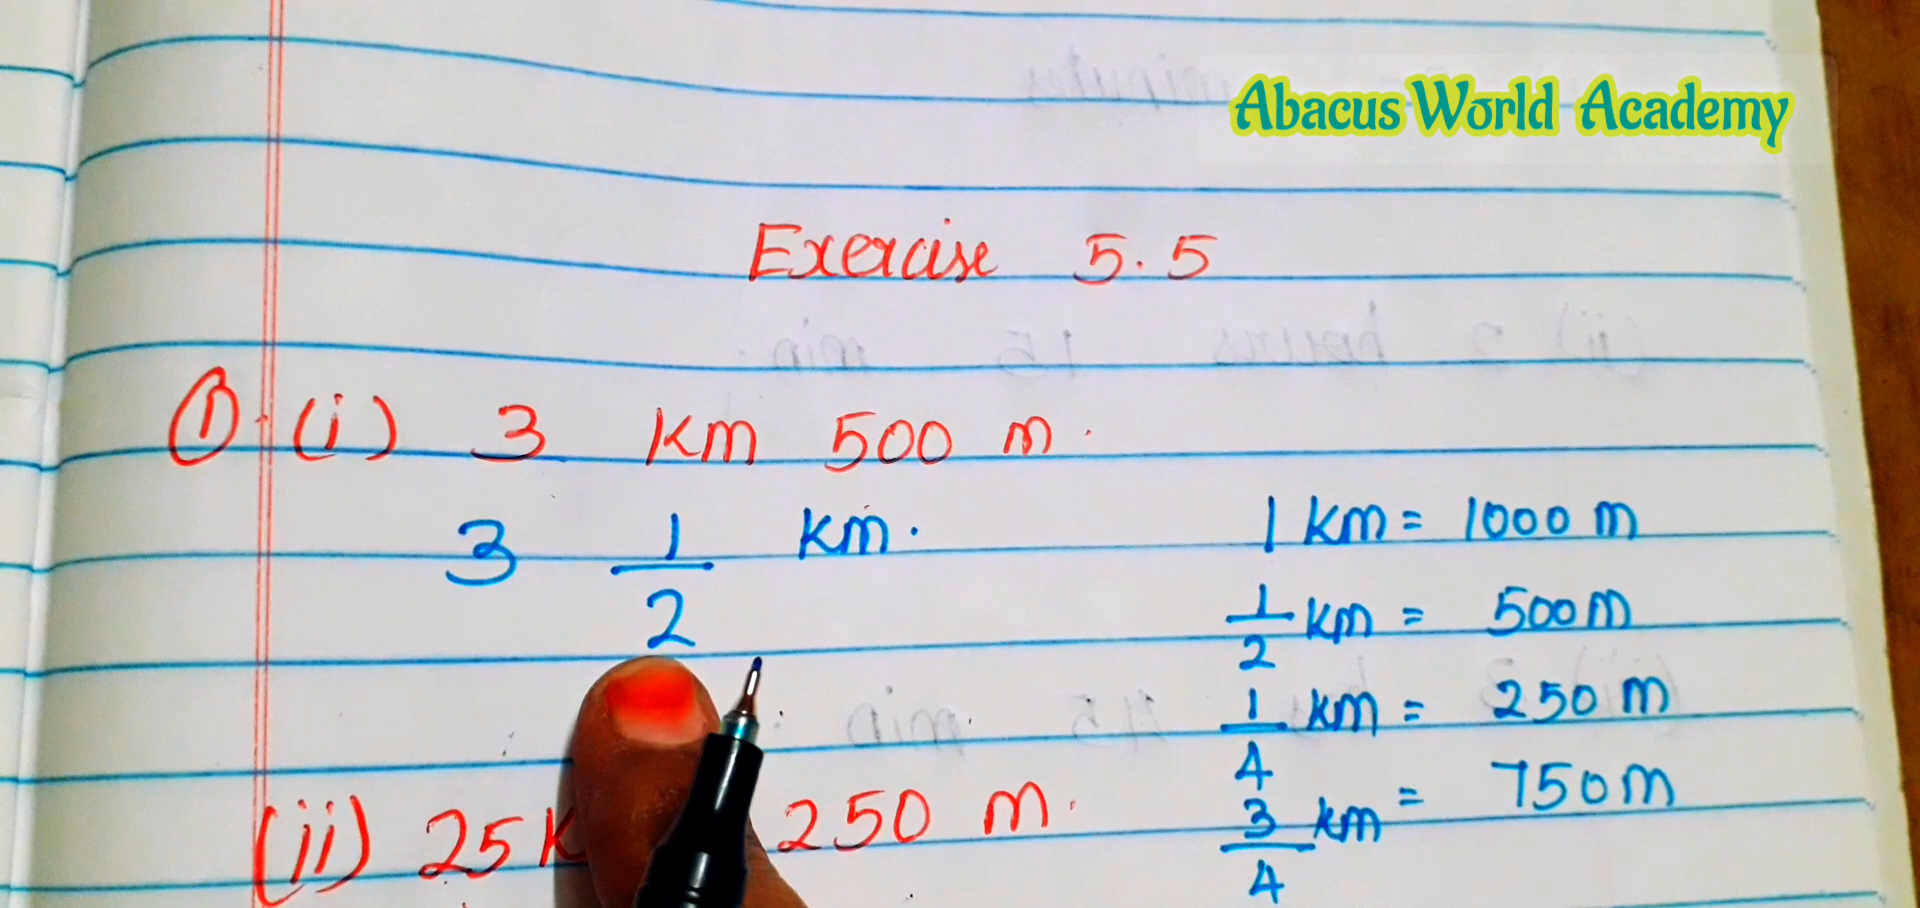 Abacus World Academy
Exercise 5.5
① (i) 3 km 500 m.
3 1/2 km.
1 km = 1000 m
1/2 km = 500 m
1/4 km = 250 m
3/4 km = 750 m
(ii) 25 k 250 m.